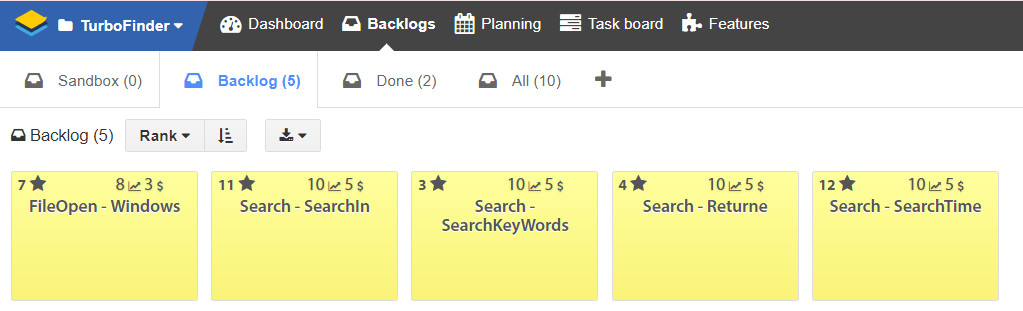 TurboFinder Dashboard Backlogs Planning Task board Features
Sandbox (0) Backlog (5) Done (2) All (10)
Backlog (5) Rank
7 8 3 $ 11 10 5 $ 3 10 5 $ 4 10 5 $ 12 10 5 $
FileOpen - Windows Search - SearchIn Search - Search - Returne Search - SearchTime
SearchKeyWords